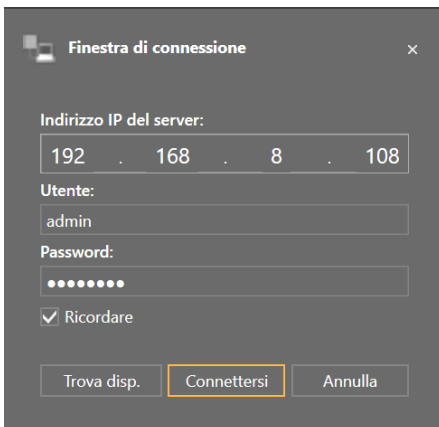 Finestra di connessione
Indirizzo IP del server:
192 . 168 . 8 . 108
Utente:
admin
Password:
●●●●●●●●
Ricordare
Trova disp. Connettersi Annulla